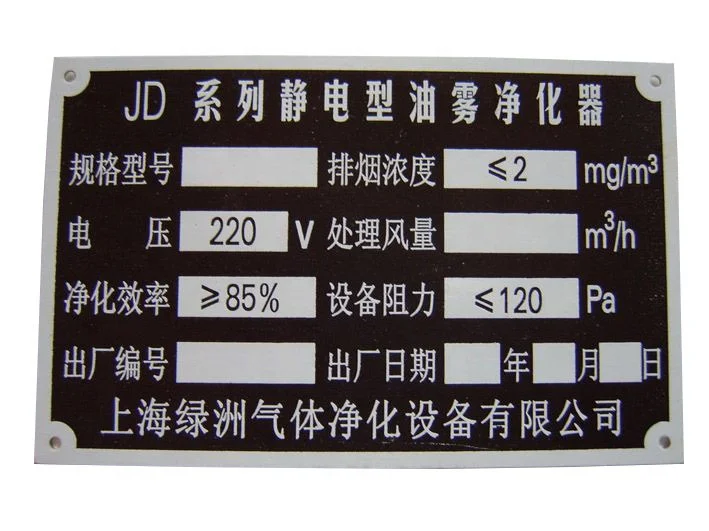 JD 系列静电型油雾净化器
规格型号 排烟浓度 ≤2 mg/m³
电 压 220 V 处理风量 m³/h
净化效率 ≥85% 设备阻力 ≤120 Pa
出厂编号 出厂日期 年 月 日
上海绿洲气体净化设备有限公司